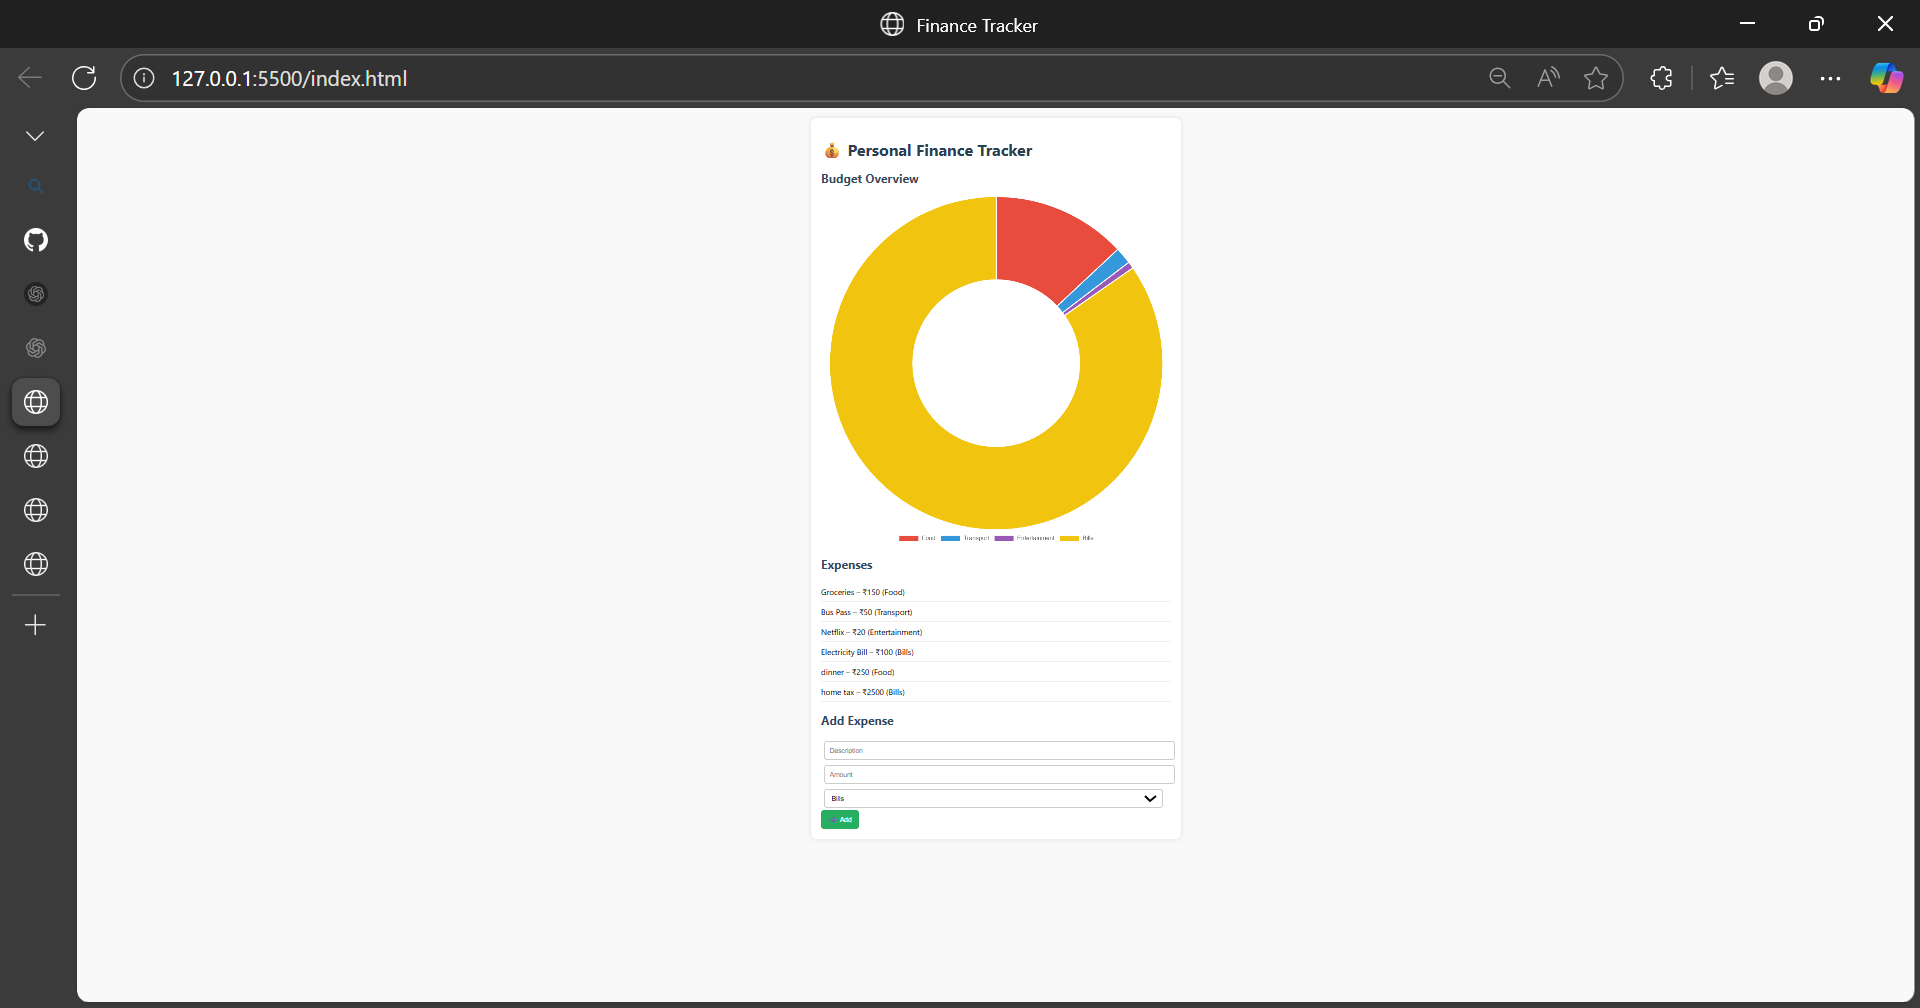 Finance Tracker
127.0.0.1:5500/index.html
Personal Finance Tracker
Budget Overview
Food Transport Entertainment Bills
Expenses
Groceries – ₹150 (Food)
Bus Pass – ₹50 (Transport)
Netflix – ₹20 (Entertainment)
Electricity Bill – ₹100 (Bills)
dinner – ₹250 (Food)
home tax – ₹2500 (Bills)
Add Expense
Description
Amount
Bills
Add